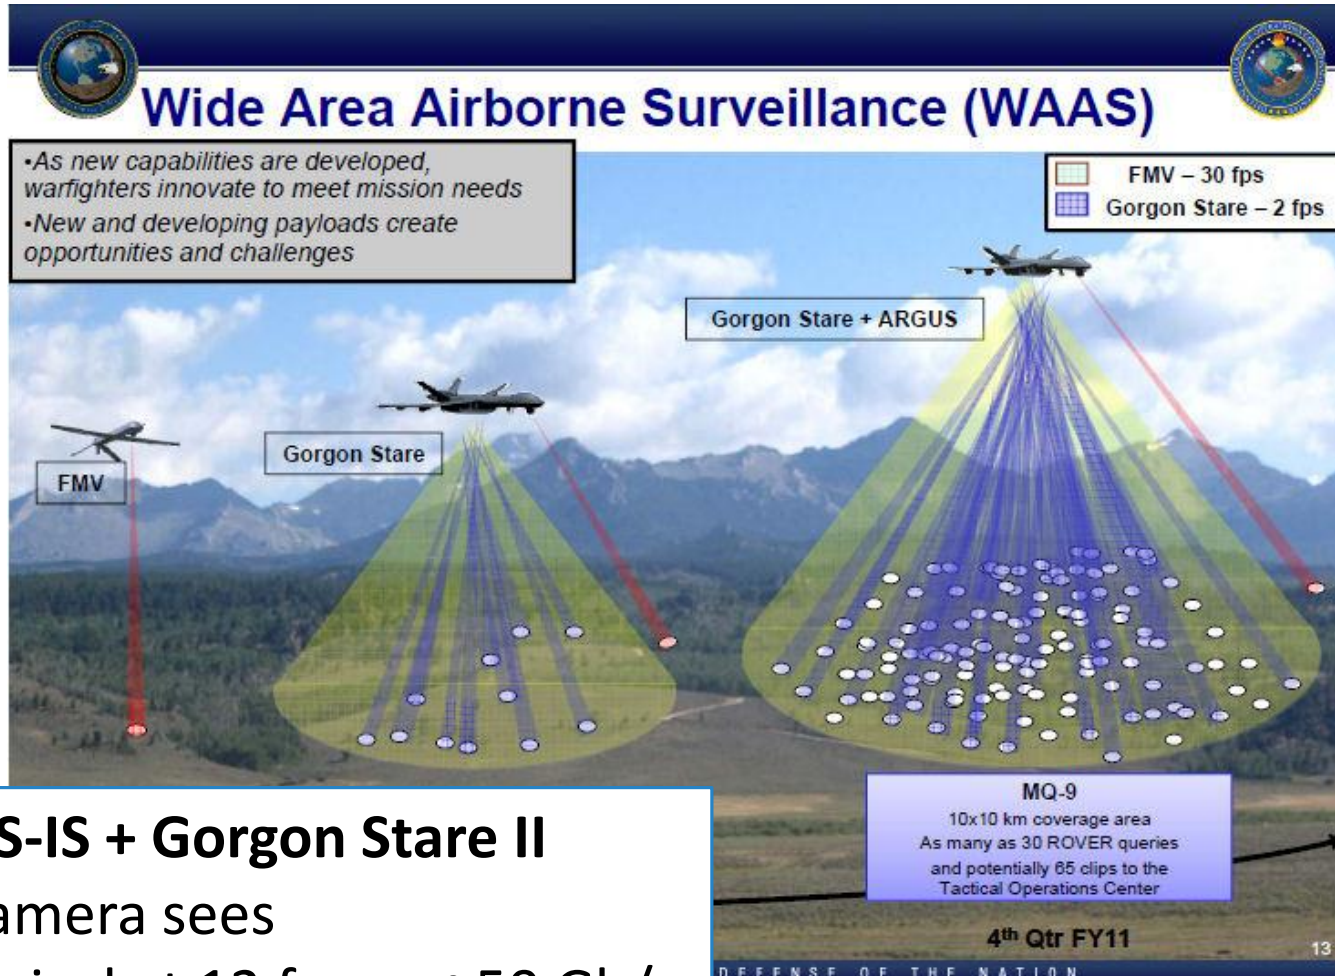 Wide Area Airborne Surveillance (WAAS)
•As new capabilities are developed,
warfighters innovate to meet mission needs
•New and developing payloads create
opportunities and challenges
FMV – 30 fps
Gorgon Stare – 2 fps
Gorgon Stare + ARGUS
Gorgon Stare
FMV
MQ-9
10x10 km coverage area
As many as 30 ROVER queries
and potentially 65 clips to the
Tactical Operations Center
S-IS + Gorgon Stare II
amera sees
4th Qtr FY11
13
DEFENSE OF THE NATION